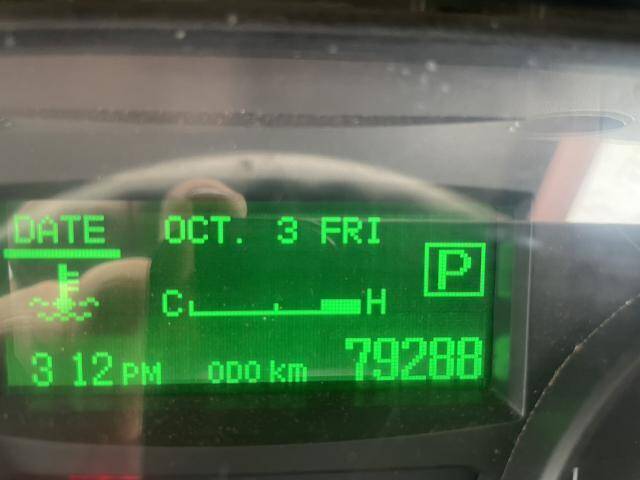 DATE OCT. 3 FRI
P
C H
3 12 PM ODO km 79288